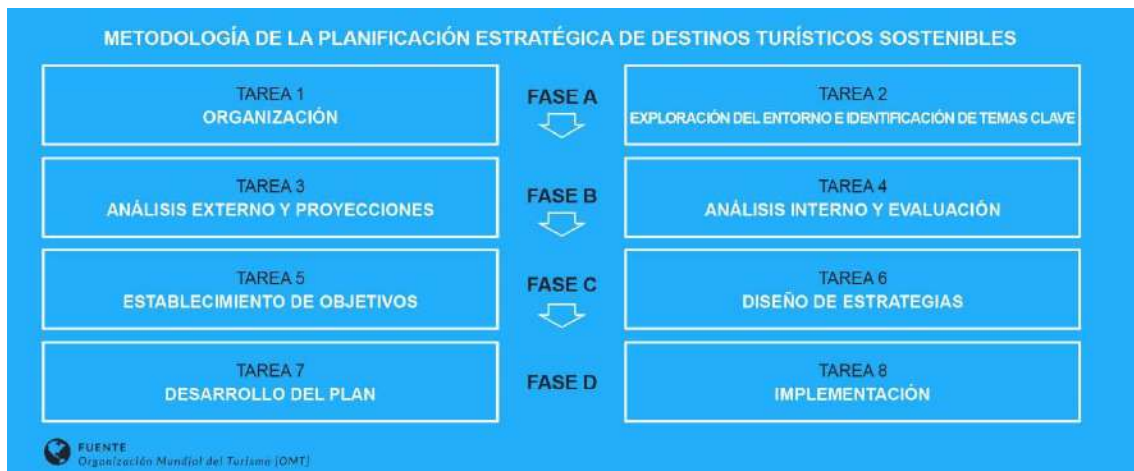 METODOLOGÍA DE LA PLANIFICACIÓN ESTRATÉGICA DE DESTINOS TURÍSTICOS SOSTENIBLES
TAREA 1
ORGANIZACIÓN
FASE A
TAREA 2
EXPLORACIÓN DEL ENTORNO E IDENTIFICACIÓN DE TEMAS CLAVE
TAREA 3
ANÁLISIS EXTERNO Y PROYECCIONES
FASE B
TAREA 4
ANÁLISIS INTERNO Y EVALUACIÓN
TAREA 5
ESTABLECIMIENTO DE OBJETIVOS
FASE C
TAREA 6
DISEÑO DE ESTRATEGIAS
TAREA 7
DESARROLLO DEL PLAN
FASE D
TAREA 8
IMPLEMENTACIÓN
FUENTE
Organización Mundial del Turismo [OMT]